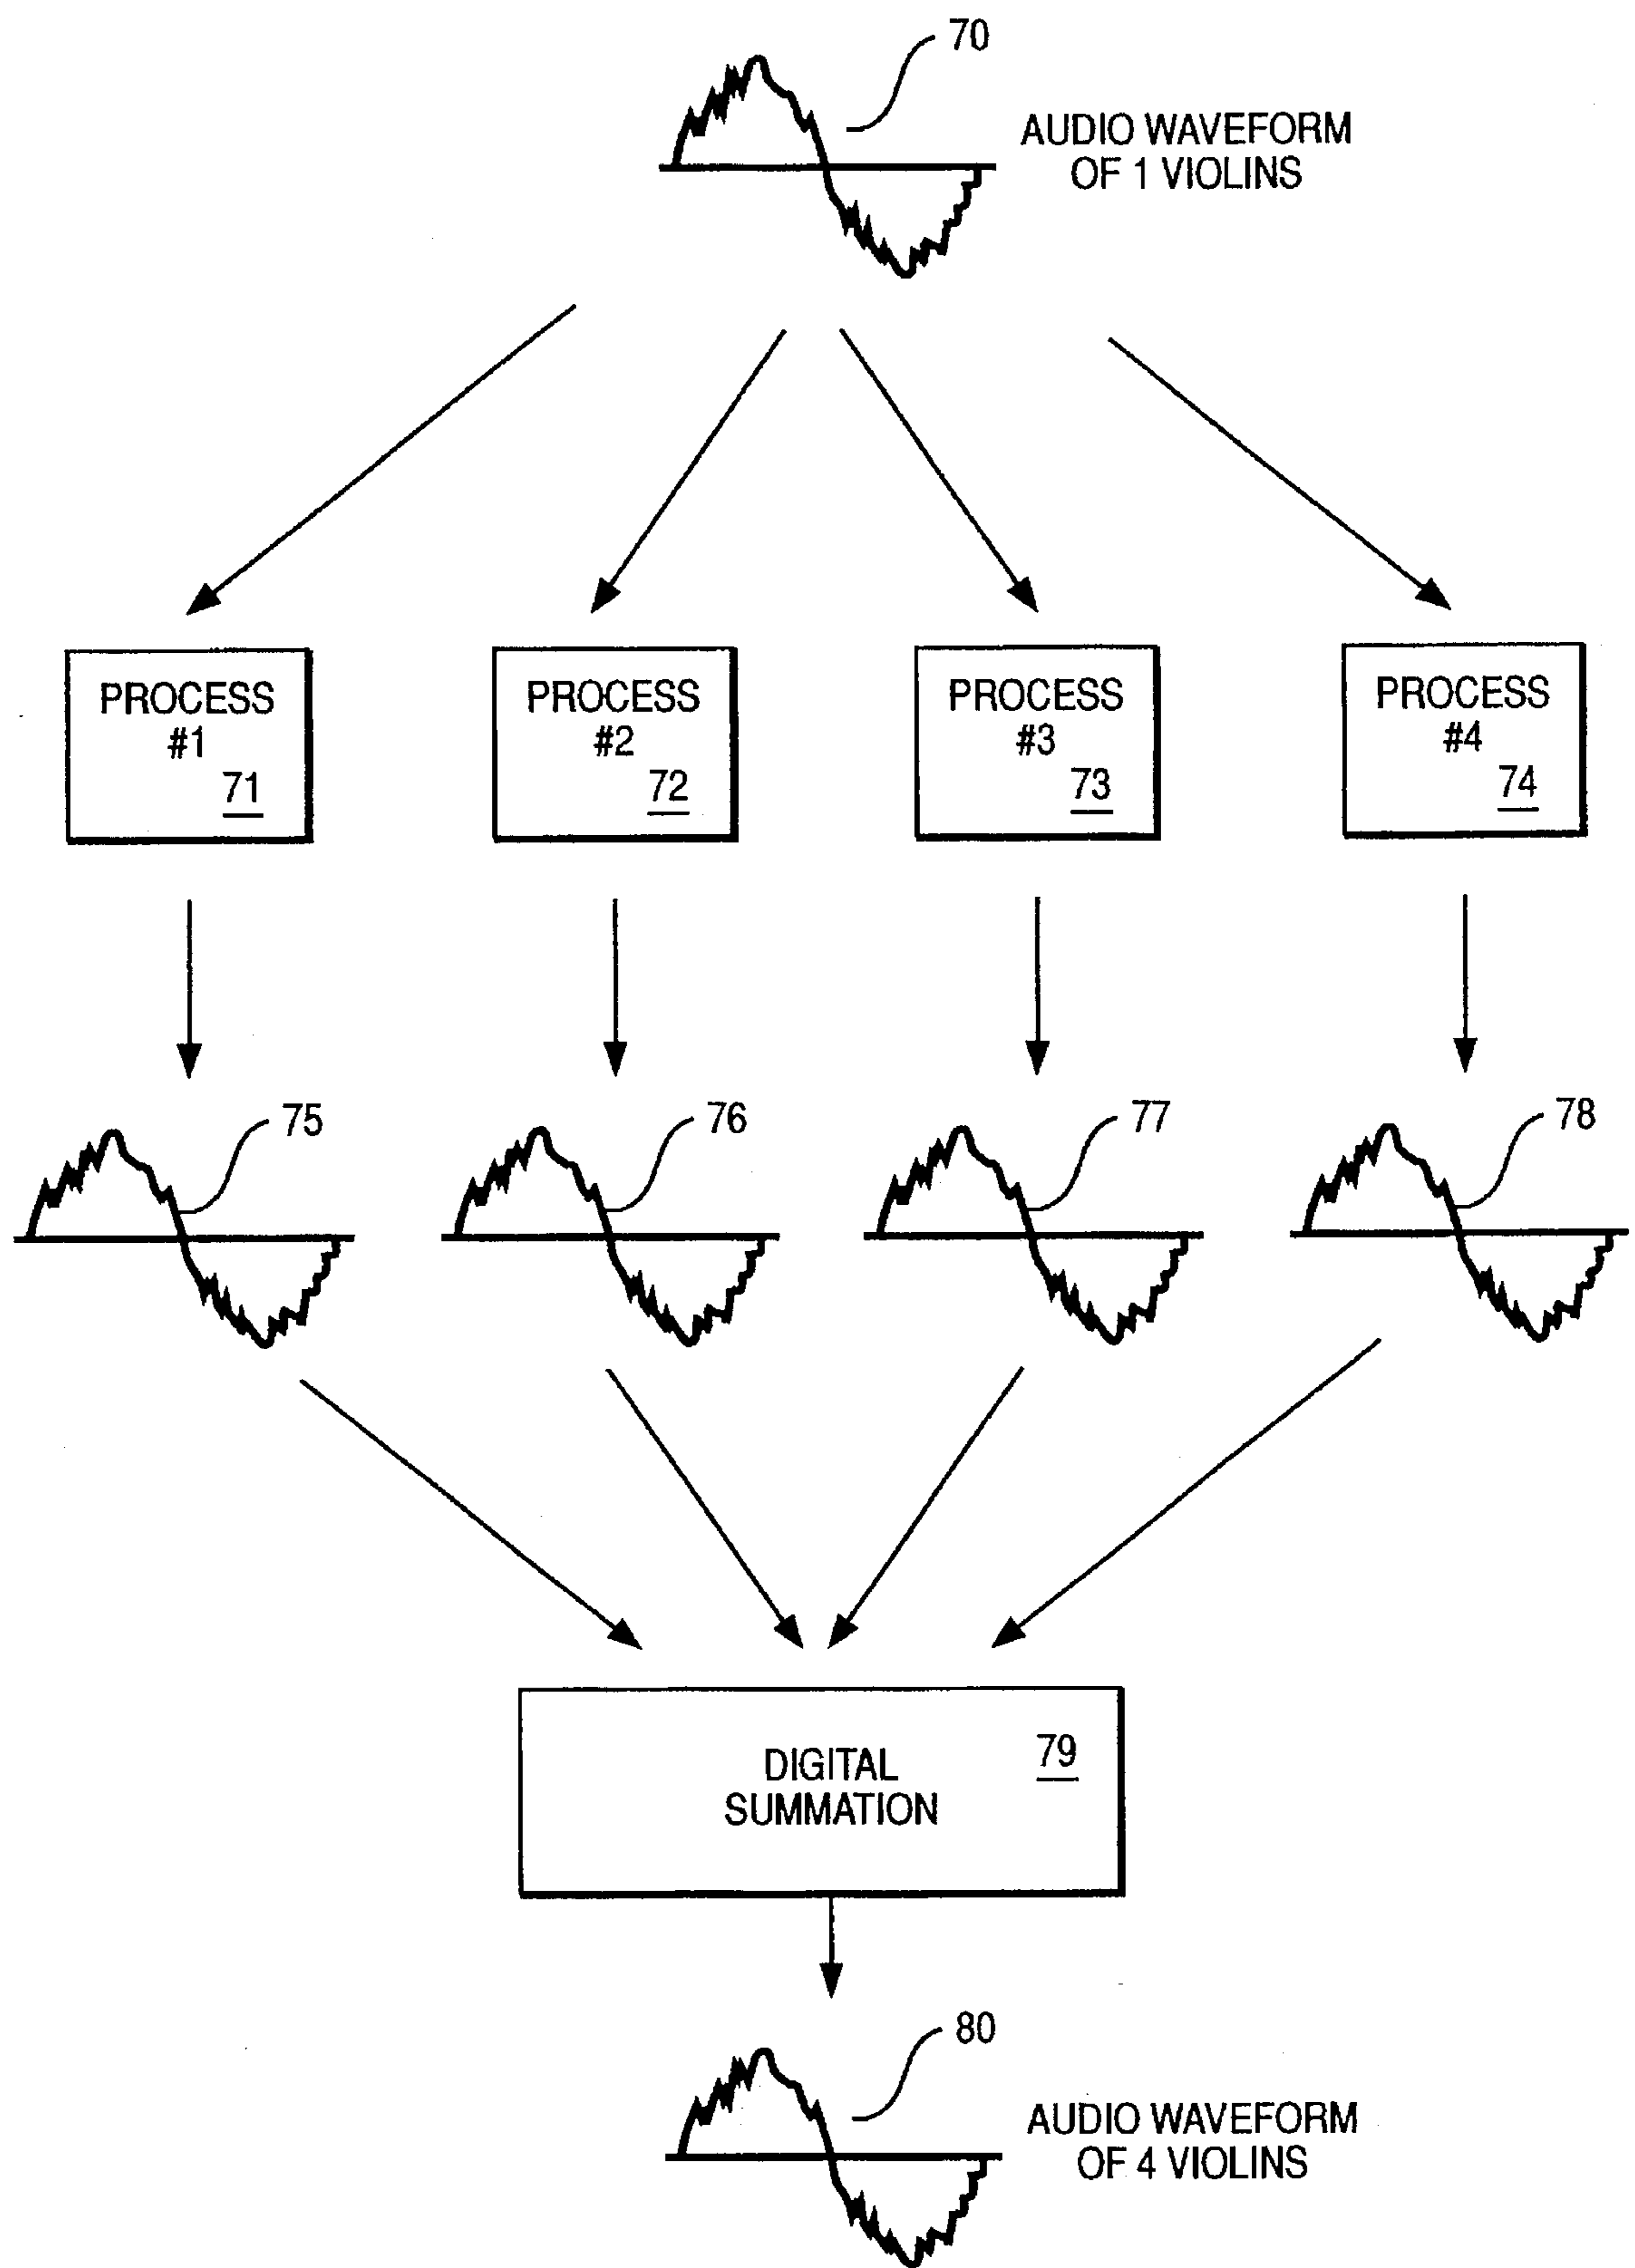 70
AUDIO WAVEFORM
OF 1 VIOLINS
PROCESS
#1
71
PROCESS
#2
72
PROCESS
#3
73
PROCESS
#4
74
75
76
77
78
DIGITAL
SUMMATION
79
80
AUDIO WAVEFORM
OF 4 VIOLINS